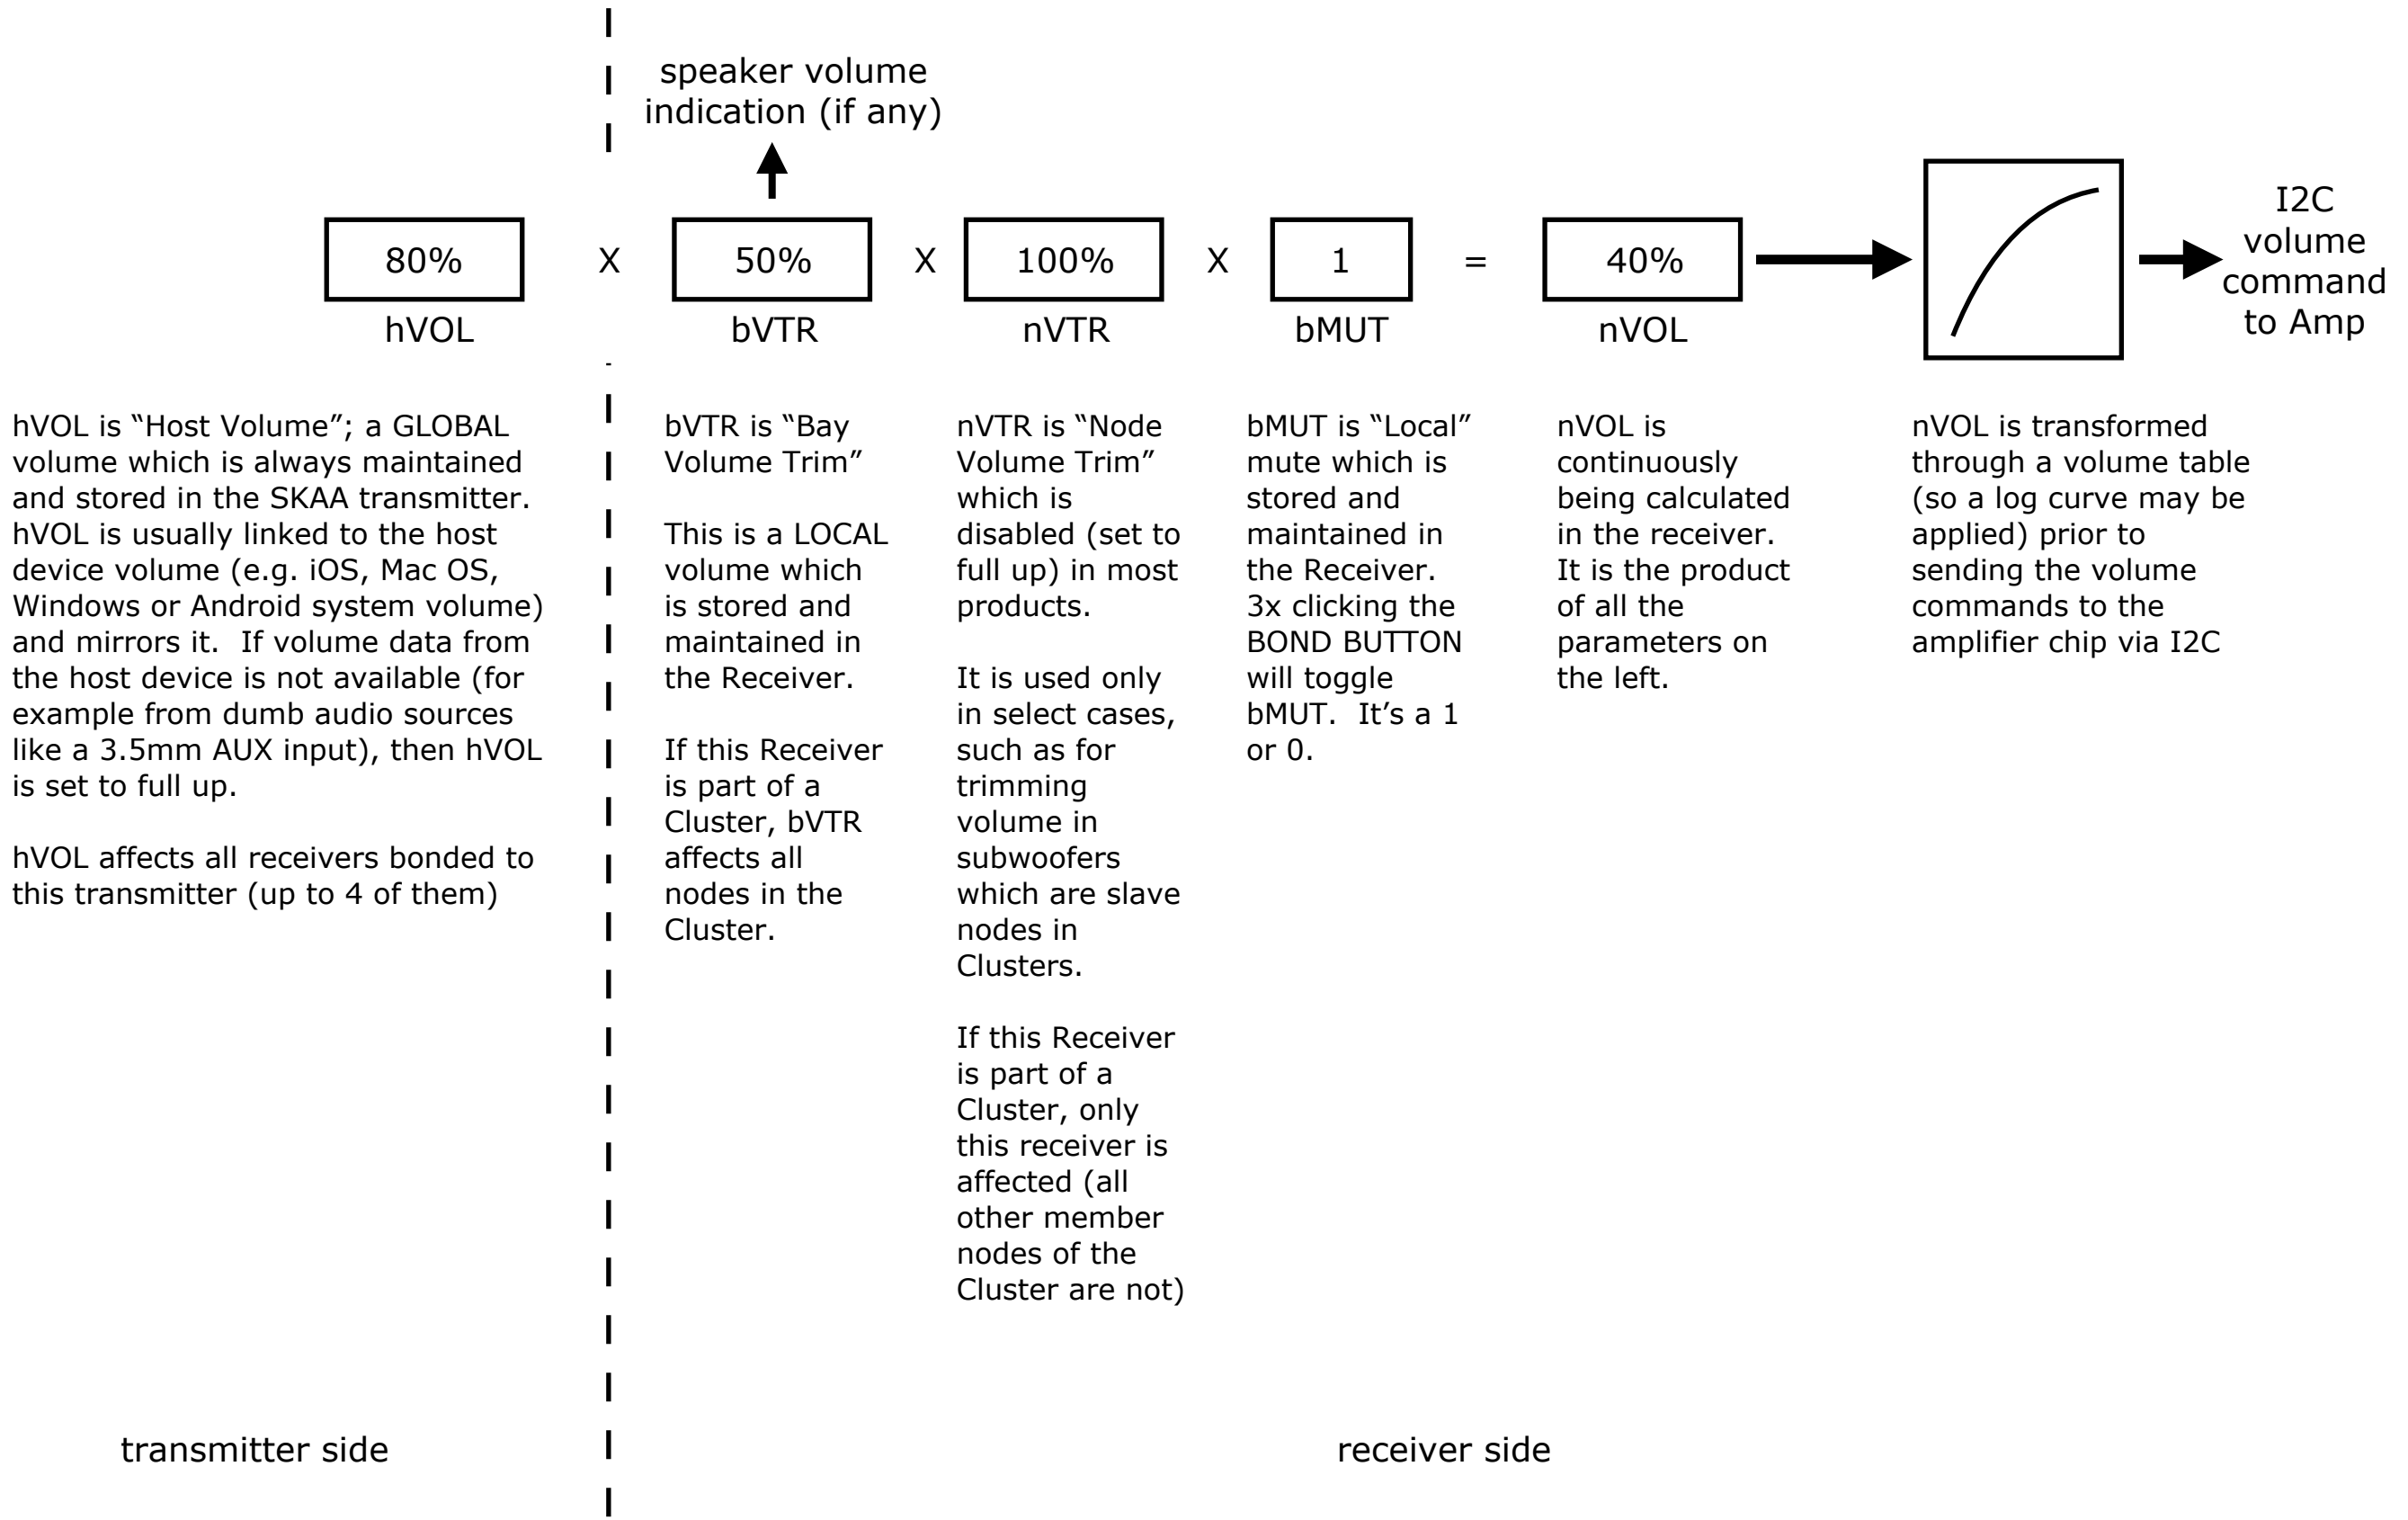 speaker volume
indication (if any)
80%
X
50%
X
100%
X
1
=
40%
I2C
volume
command
to Amp
hVOL
bVTR
nVTR
bMUT
nVOL
hVOL is “Host Volume”; a GLOBAL
volume which is always maintained
and stored in the SKAA transmitter.
hVOL is usually linked to the host
device volume (e.g. iOS, Mac OS,
Windows or Android system volume)
and mirrors it.  If volume data from
the host device is not available (for
example from dumb audio sources
like a 3.5mm AUX input), then hVOL
is set to full up.
hVOL affects all receivers bonded to
this transmitter (up to 4 of them)
bVTR is “Bay
Volume Trim”
This is a LOCAL
volume which
is stored and
maintained in
the Receiver.
If this Receiver
is part of a
Cluster, bVTR
affects all
nodes in the
Cluster.
nVTR is “Node
Volume Trim”
which is
disabled (set to
full up) in most
products.
It is used only
in select cases,
such as for
trimming
volume in
subwoofers
which are slave
nodes in
Clusters.
If this Receiver
is part of a
Cluster, only
this receiver is
affected (all
other member
nodes of the
Cluster are not)
bMUT is “Local”
mute which is
stored and
maintained in
the Receiver.
3x clicking the
BOND BUTTON
will toggle
bMUT.  It’s a 1
or 0.
nVOL is
continuously
being calculated
in the receiver.
It is the product
of all the
parameters on
the left.
nVOL is transformed
through a volume table
(so a log curve may be
applied) prior to
sending the volume
commands to the
amplifier chip via I2C
transmitter side
receiver side